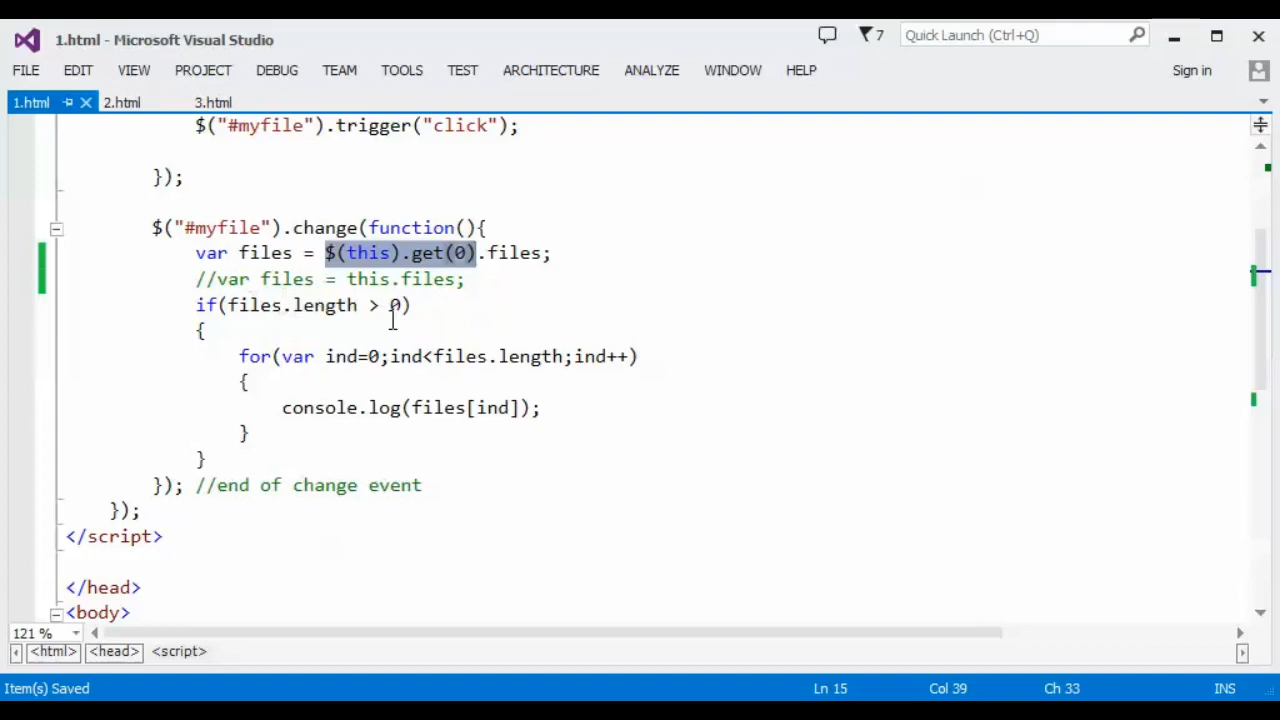 1.html - Microsoft Visual Studio
7
Quick Launch (Ctrl+Q)
FILE EDIT VIEW PROJECT DEBUG TEAM TOOLS TEST ARCHITECTURE ANALYZE WINDOW HELP
Sign in
1.html 2.html 3.html
$("#myfile").trigger("click");
});
$("#myfile").change(function(){
var files = $(this).get(0).files;
//var files = this.files;
if(files.length > 0)
{
for(var ind=0;ind<files.length;ind++)
{
console.log(files[ind]);
}
}
}); //end of change event
});
</script>
</head>
<body>
121 %
<html> <head> <script>
Item(s) Saved
Ln 15 Col 39 Ch 33 INS